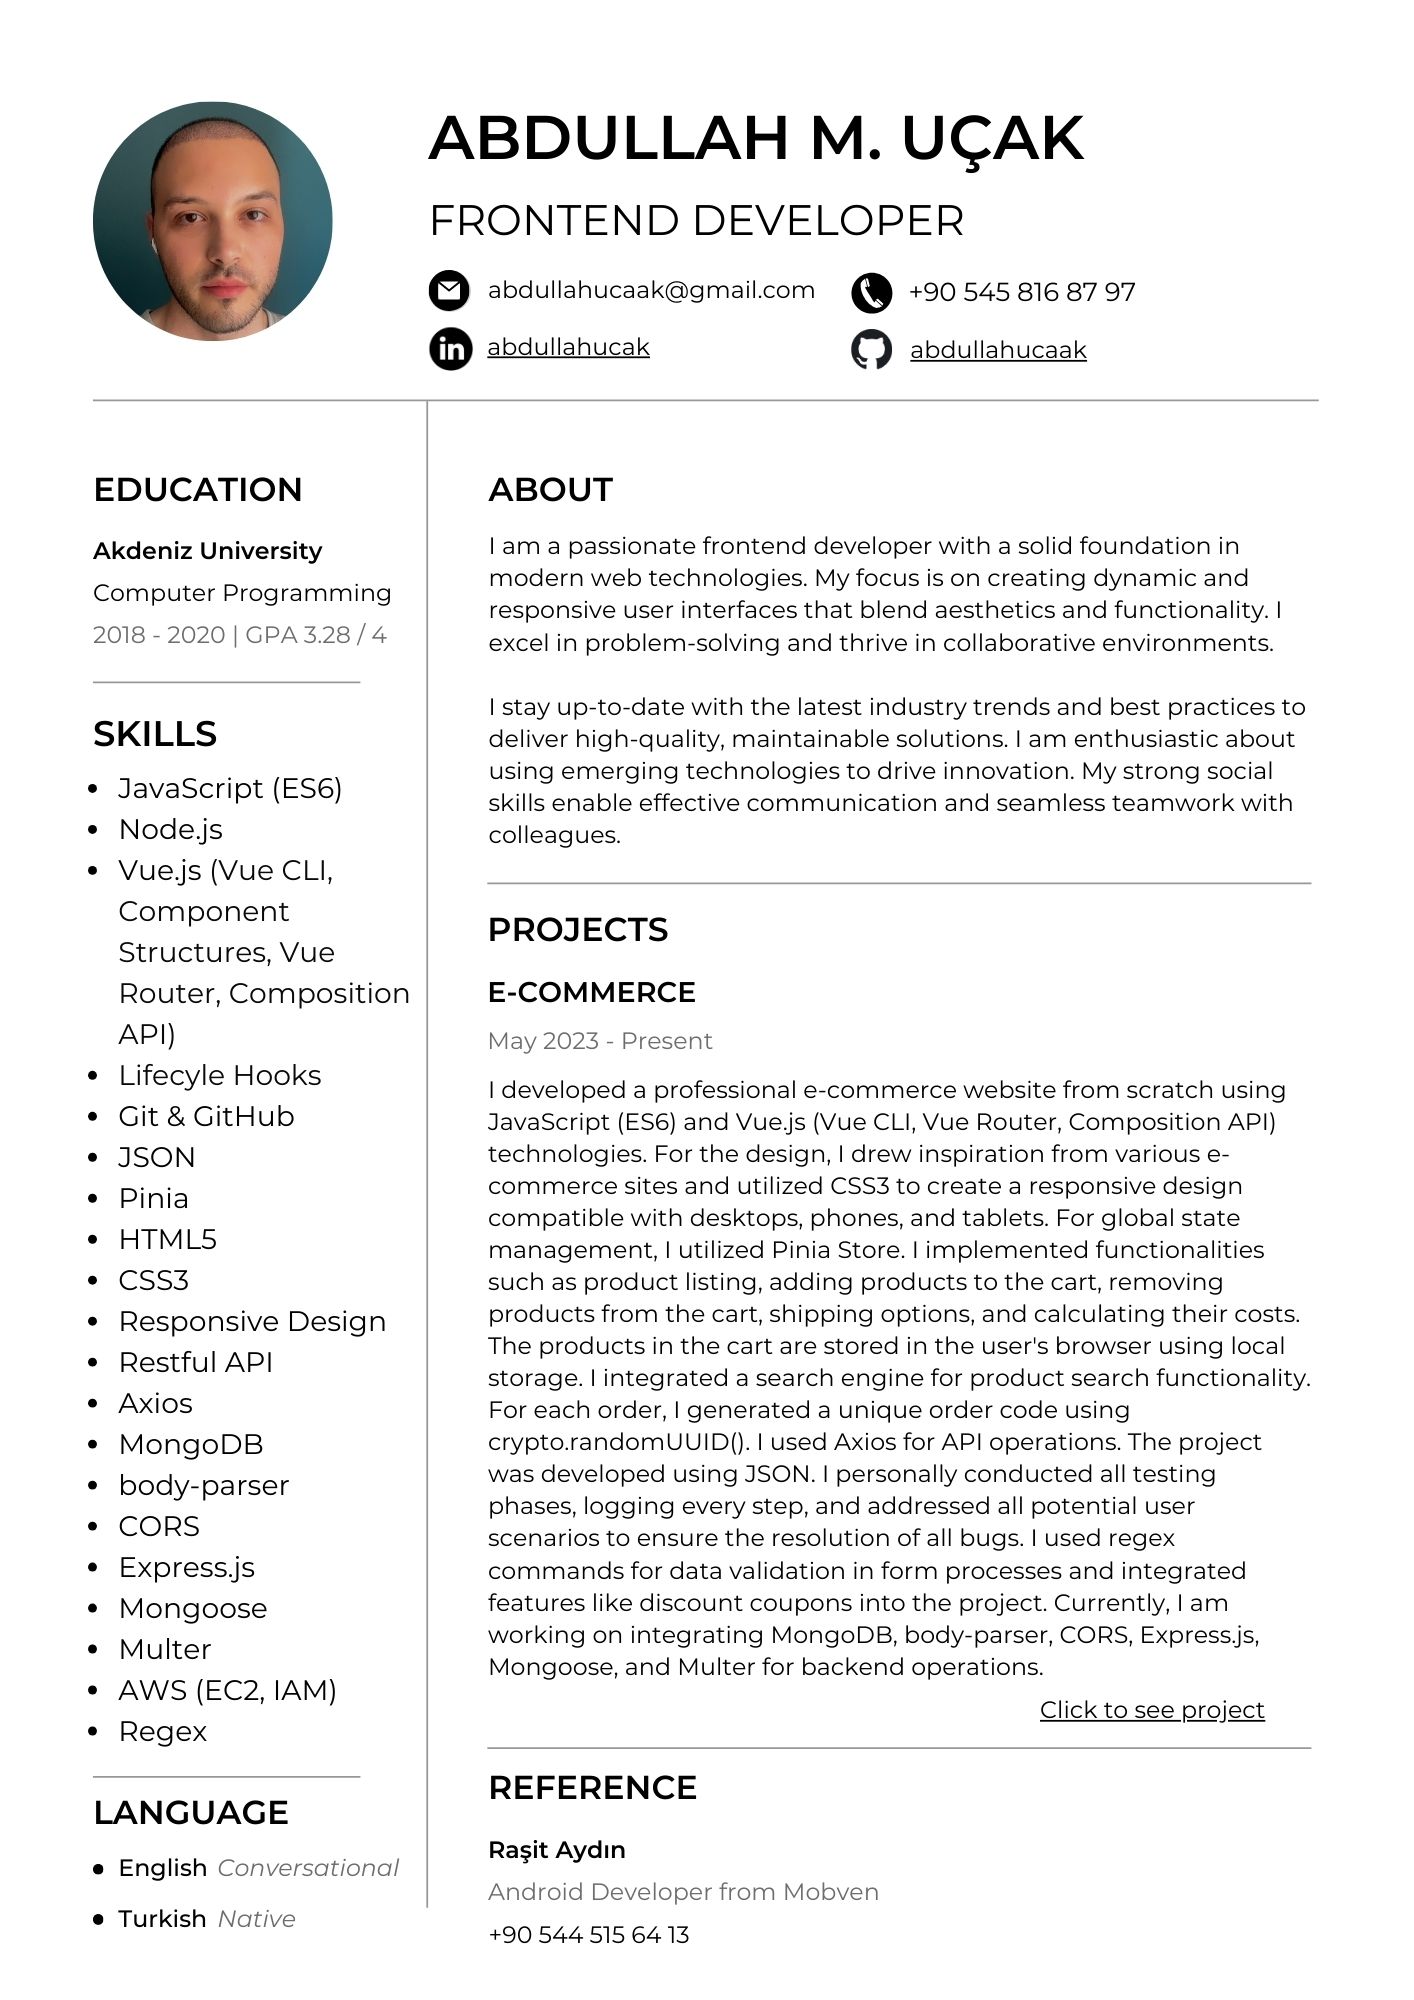 ABDULLAH M. UÇAK
FRONTEND DEVELOPER
abdullahucaak@gmail.com
+90 545 816 87 97
in
abdullahucak
abdullahucaak
EDUCATION
Akdeniz University
Computer Programming
2018 - 2020 | GPA 3.28 / 4
SKILLS
• JavaScript (ES6)
• Node.js
• Vue.js (Vue CLI,
Component
Structures, Vue
Router, Composition
API)
• Lifecyle Hooks
• Git & GitHub
• JSON
• Pinia
• HTML5
• CSS3
• Responsive Design
• Restful API
• Axios
• MongoDB
• body-parser
• CORS
• Express.js
• Mongoose
• Multer
• AWS (EC2, IAM)
• Regex
LANGUAGE
• English Conversational
• Turkish Native
ABOUT
I am a passionate frontend developer with a solid foundation in
modern web technologies. My focus is on creating dynamic and
responsive user interfaces that blend aesthetics and functionality. I
excel in problem-solving and thrive in collaborative environments.
I stay up-to-date with the latest industry trends and best practices to
deliver high-quality, maintainable solutions. I am enthusiastic about
using emerging technologies to drive innovation. My strong social
skills enable effective communication and seamless teamwork with
colleagues.
PROJECTS
E-COMMERCE
May 2023 - Present
I developed a professional e-commerce website from scratch using
JavaScript (ES6) and Vue.js (Vue CLI, Vue Router, Composition API)
technologies. For the design, I drew inspiration from various e-
commerce sites and utilized CSS3 to create a responsive design
compatible with desktops, phones, and tablets. For global state
management, I utilized Pinia Store. I implemented functionalities
such as product listing, adding products to the cart, removing
products from the cart, shipping options, and calculating their costs.
The products in the cart are stored in the user's browser using local
storage. I integrated a search engine for product search functionality.
For each order, I generated a unique order code using
crypto.randomUUID(). I used Axios for API operations. The project
was developed using JSON. I personally conducted all testing
phases, logging every step, and addressed all potential user
scenarios to ensure the resolution of all bugs. I used regex
commands for data validation in form processes and integrated
features like discount coupons into the project. Currently, I am
working on integrating MongoDB, body-parser, CORS, Express.js,
Mongoose, and Multer for backend operations.
Click to see project
REFERENCE
Raşit Aydın
Android Developer from Mobven
+90 544 515 64 13